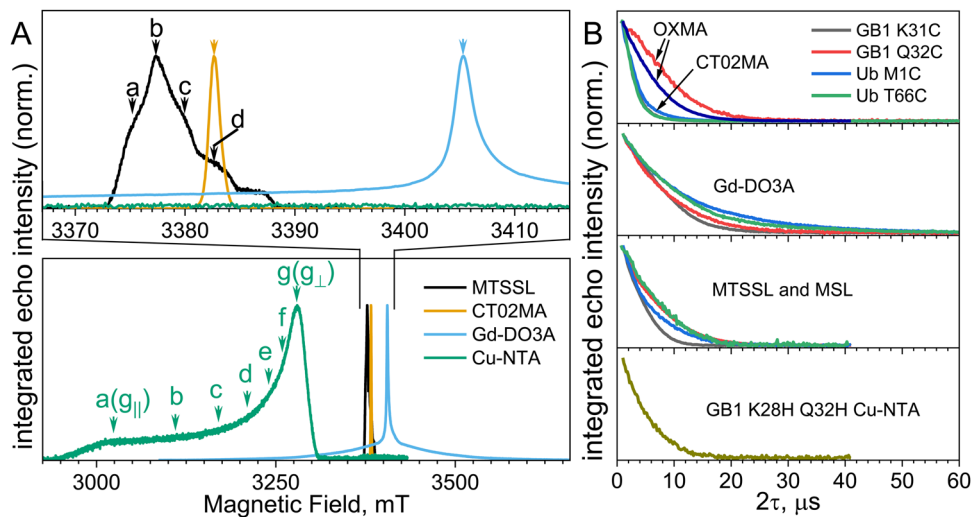 A
integrated echo intensity (norm.)
a
b
c
d
3370
3380
3390
3400
3410
g(g⊥)
f
e
d
c
b
a(g||)
MTSSL
CT02MA
Gd-DO3A
Cu-NTA
3000
3250
3500
Magnetic Field, mT
B
integrated echo intensity (norm.)
OXMA
CT02MA
GB1 K31C
GB1 Q32C
Ub M1C
Ub T66C
Gd-DO3A
MTSSL and MSL
GB1 K28H Q32H Cu-NTA
0
10
20
30
40
50
60
2τ, μs